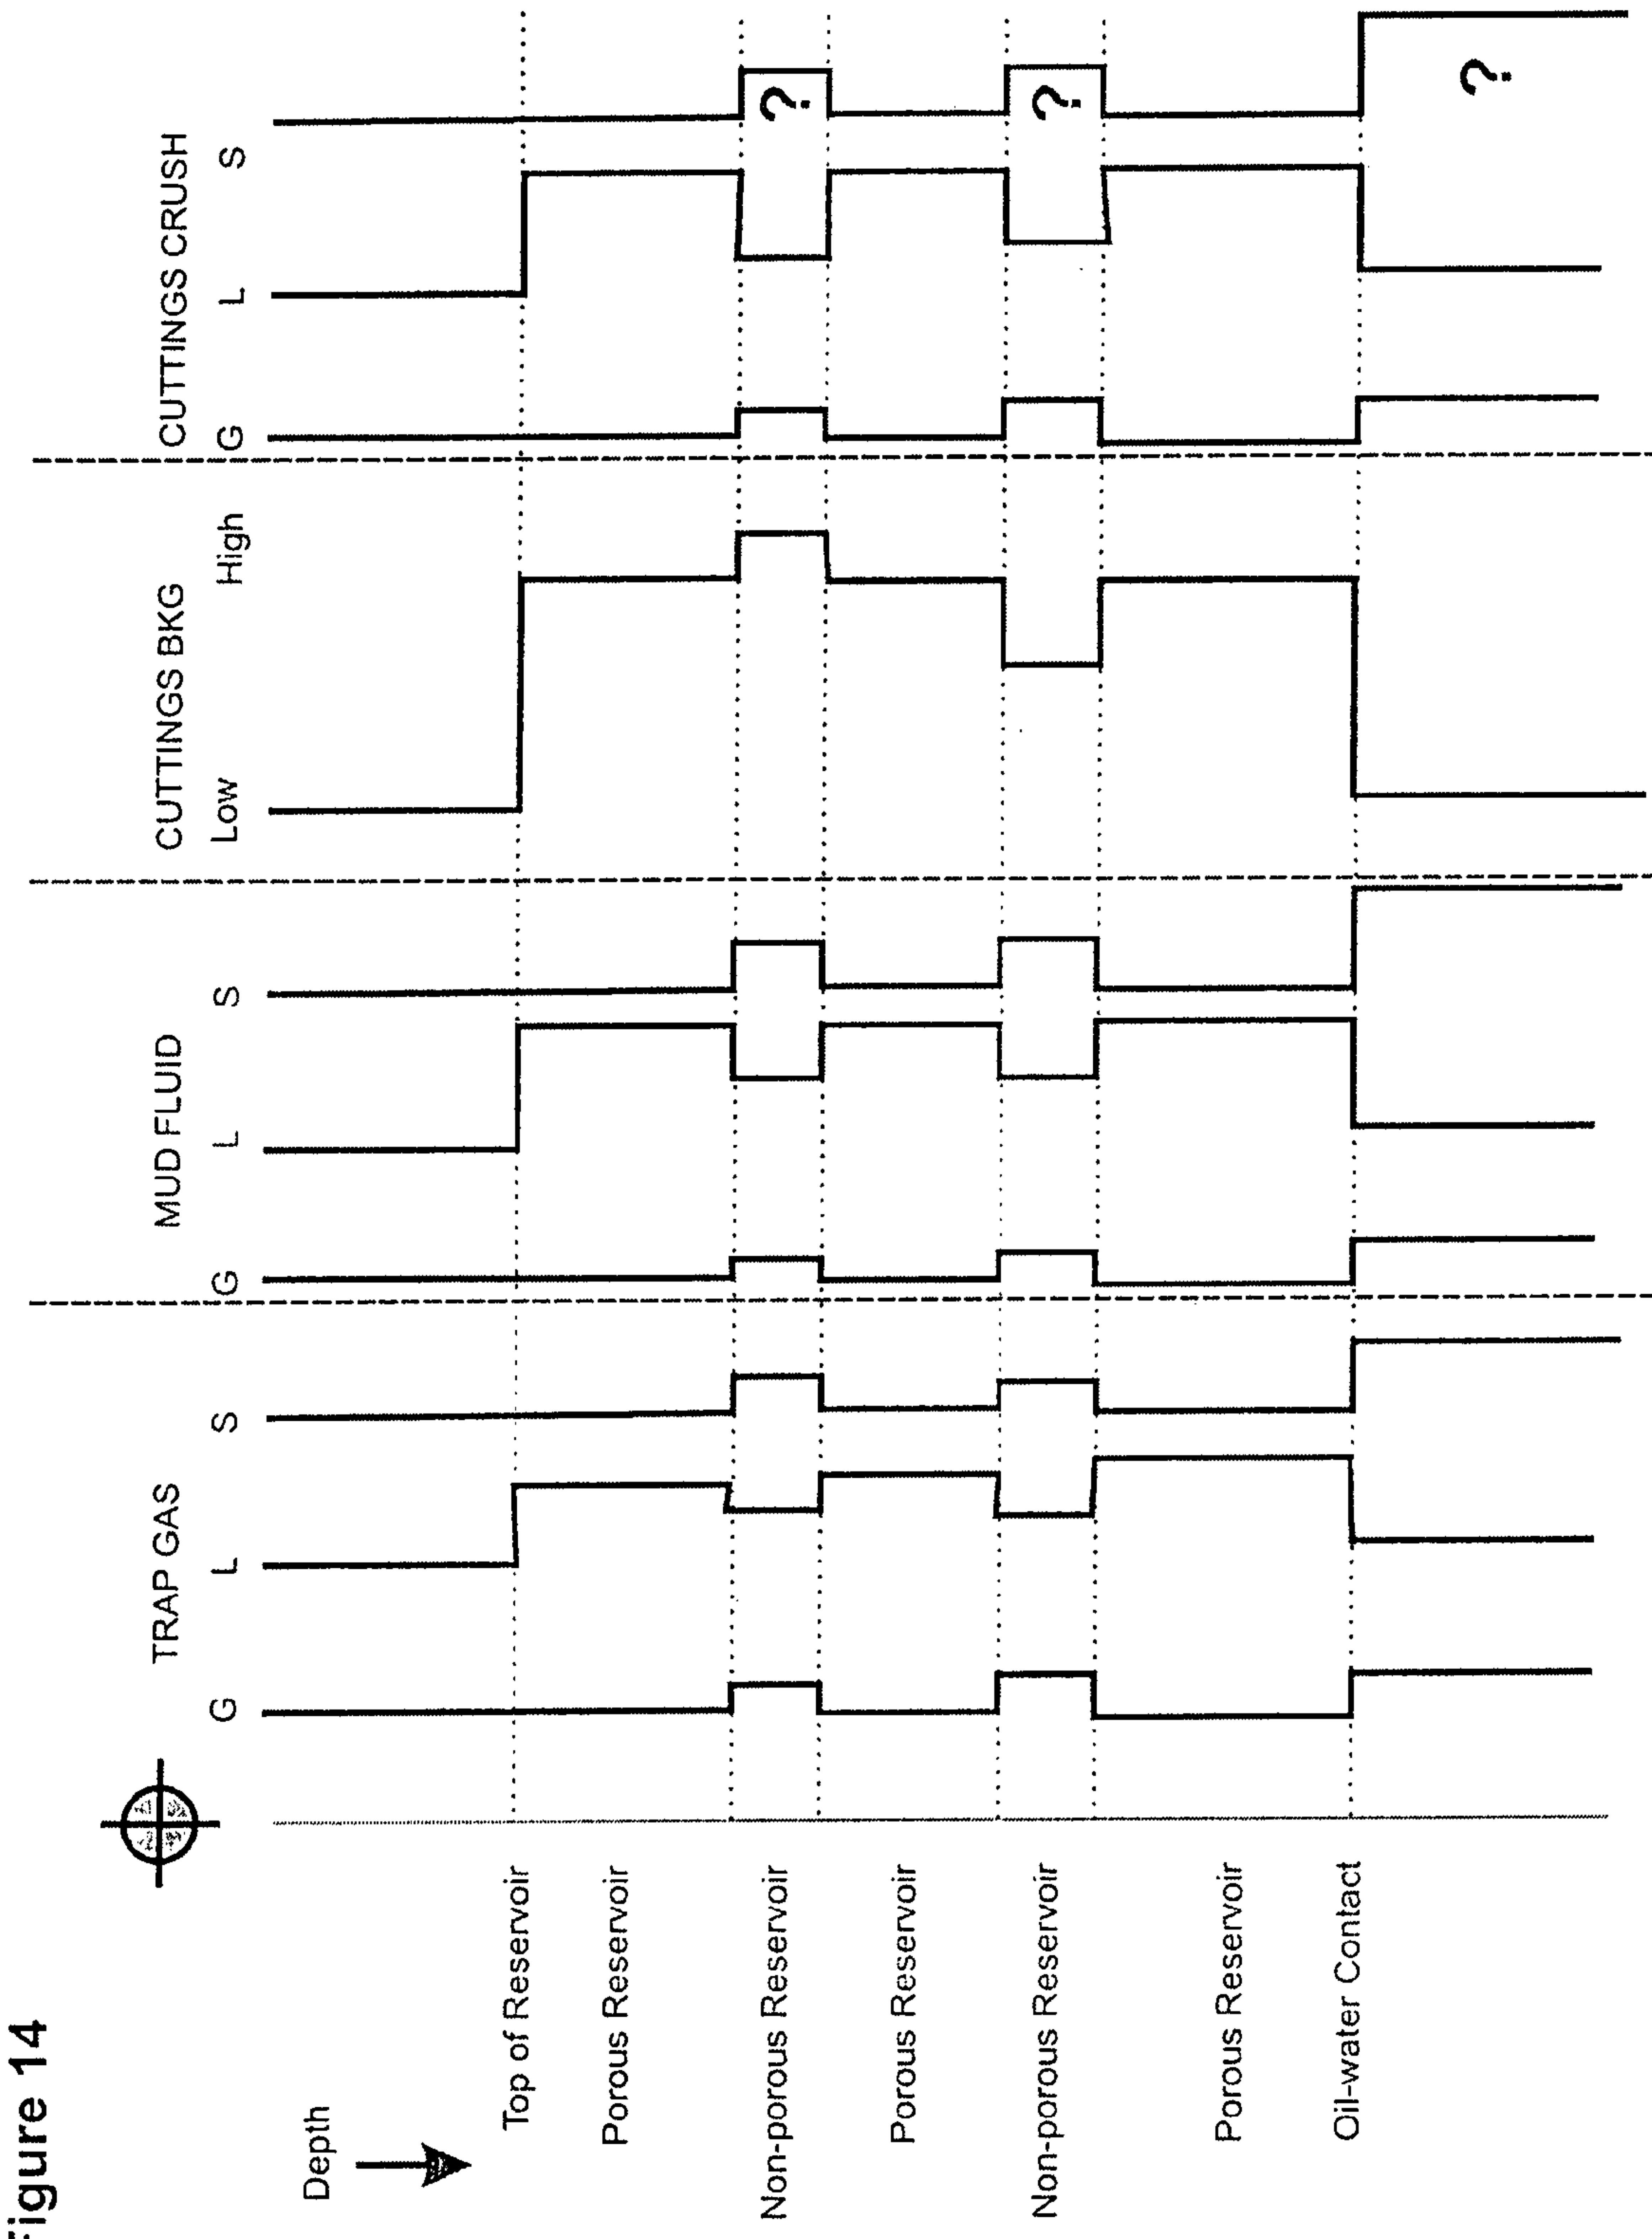 Figure 14
TRAP GAS
MUD FLUID
CUTTINGS BKG
CUTTINGS CRUSH
Depth
G L S
G L S
Low High
G L S
Top of Reservoir
Porous Reservoir
Non-porous Reservoir
?
Porous Reservoir
Non-porous Reservoir
?
Porous Reservoir
Oil-water Contact
?